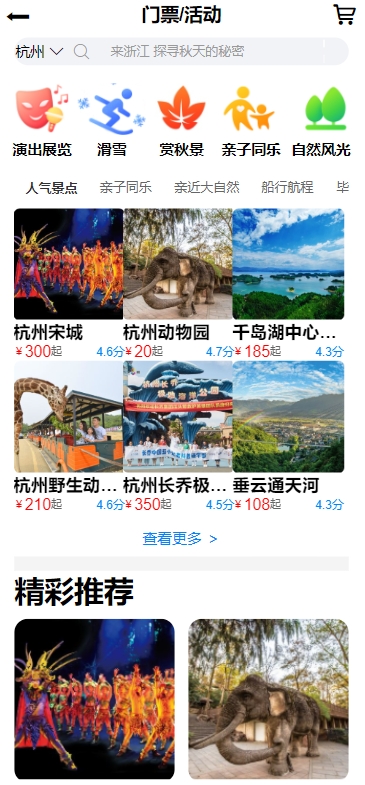 门票/活动
杭州 来浙江 探寻秋天的秘密
演出展览 滑雪 赏秋景 亲子同乐 自然风光
人气景点 亲子同乐 亲近大自然 船行航程 毕
杭州宋城 杭州动物园 千岛湖中心...
￥300起 4.6分 ￥20起 4.7分 ￥185起 4.3分
杭州野生动... 杭州长乔极... 垂云通天河
￥210起 4.6分 ￥350起 4.5分 ￥108起 4.3分
查看更多 >
精彩推荐